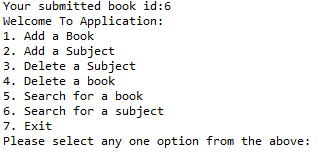 Your submitted book id:6
Welcome To Application:
1. Add a Book
2. Add a Subject
3. Delete a Subject
4. Delete a book
5. Search for a book
6. Search for a subject
7. Exit
Please select any one option from the above: